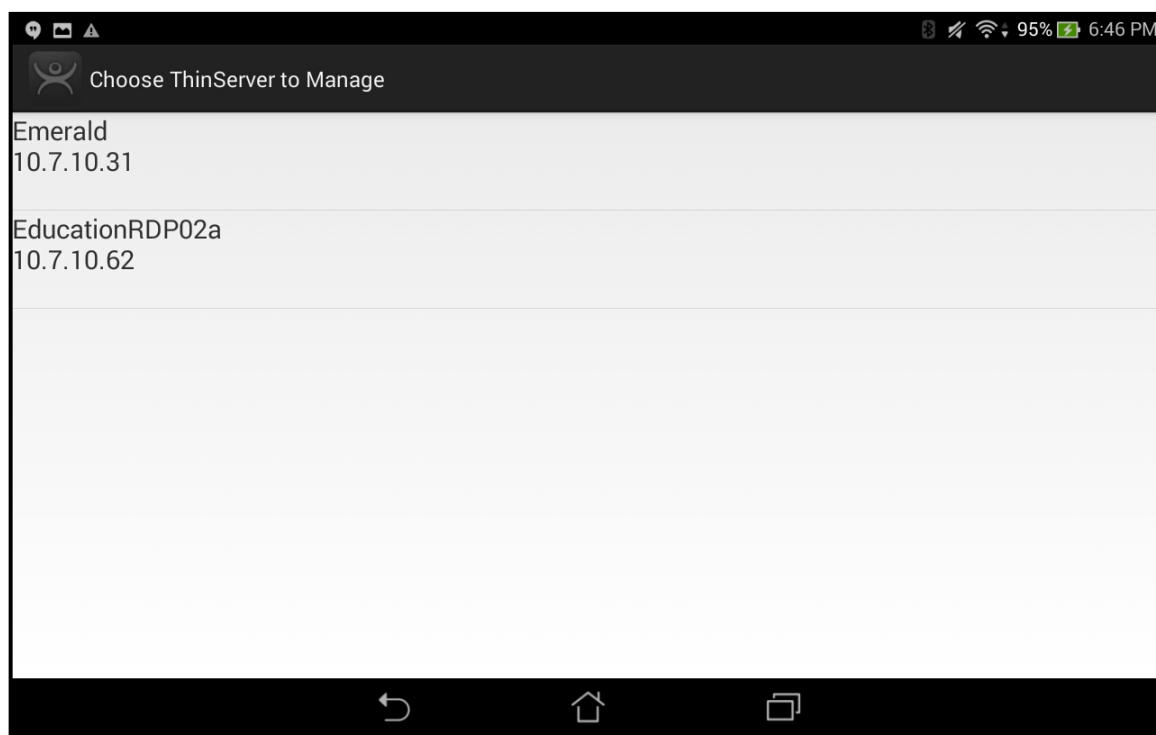 95% 6:46 PM
Choose ThinServer to Manage
Emerald
10.7.10.31
EducationRDP02a
10.7.10.62